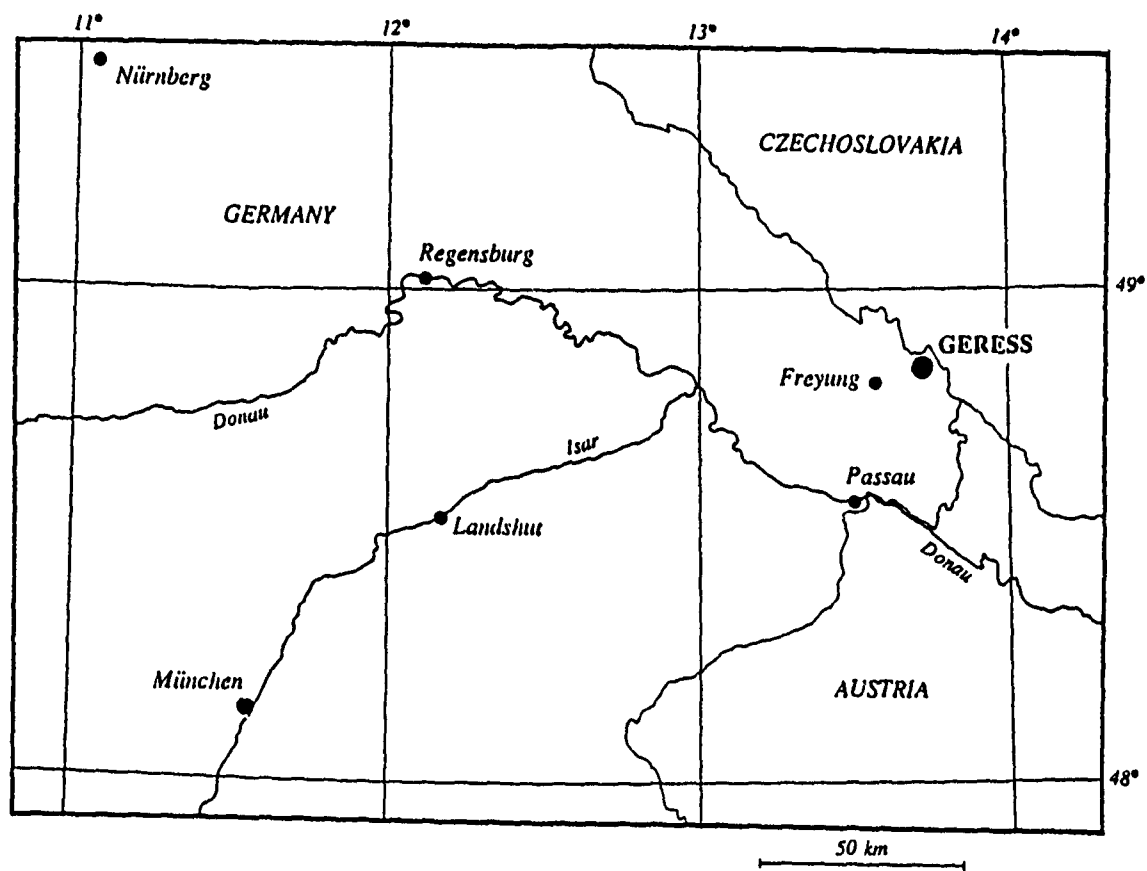 11°
12°
13°
14°
Nürnberg
CZECHOSLOVAKIA
GERMANY
Regensburg
49°
GERESS
Freyung
Donau
Isar
Passau
Landshut
Donau
München
AUSTRIA
48°
50 km